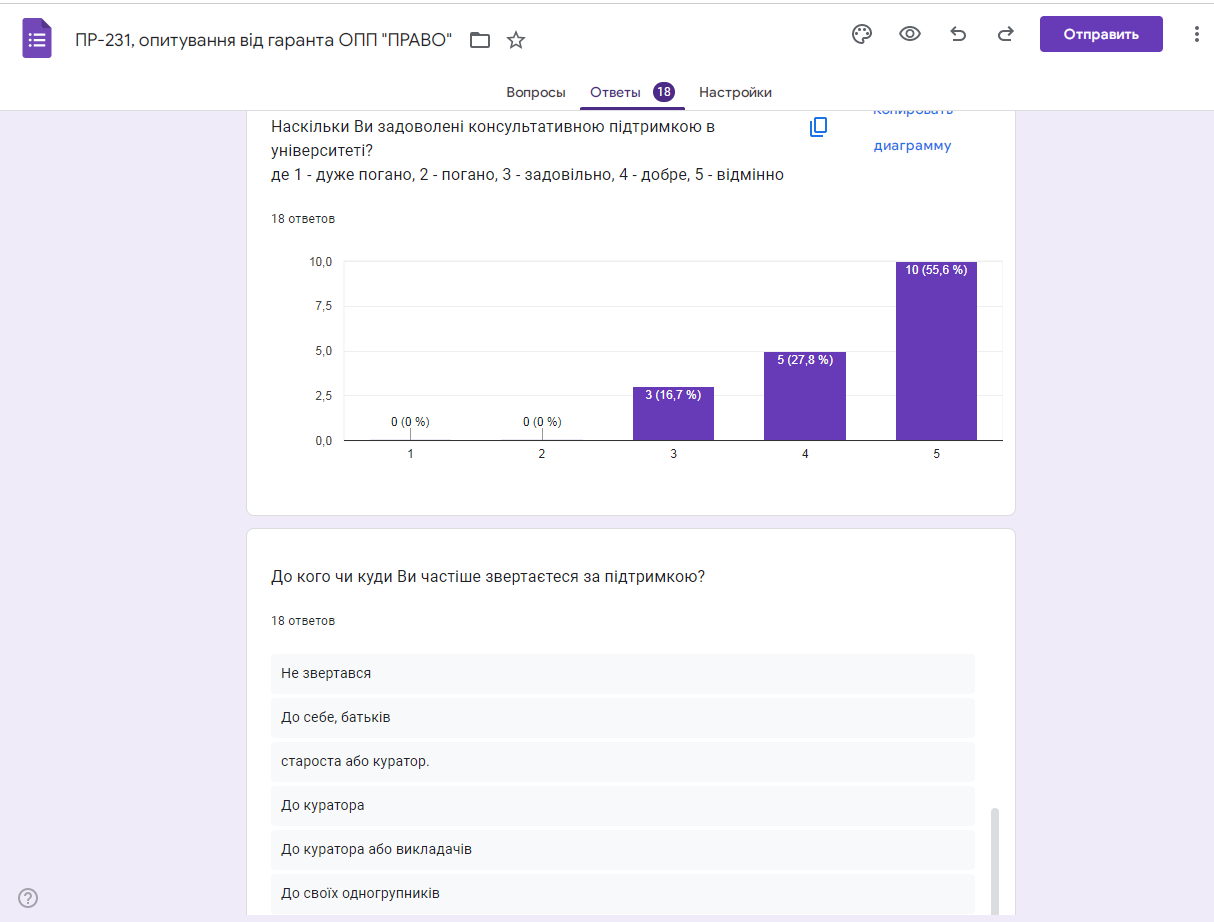 ПР-231, опитування від гаранта ОПП "ПРАВО"
Отправить
Вопросы
Ответы 18
Настройки
Наскільки Ви задоволені консультативною підтримкою в
університеті?
де 1 - дуже погано, 2 - погано, 3 - задовільно, 4 - добре, 5 - відмінно
Копировать
диаграмму
18 ответов
10,0
7,5
5,0
2,5
0,0
0 (0 %)
0 (0 %)
3 (16,7 %)
5 (27,8 %)
10 (55,6 %)
1
2
3
4
5
До кого чи куди Ви частіше звертаєтеся за підтримкою?
18 ответов
Не звертався
До себе, батьків
староста або куратор.
До куратора
До куратора або викладачів
До своїх одногрупників